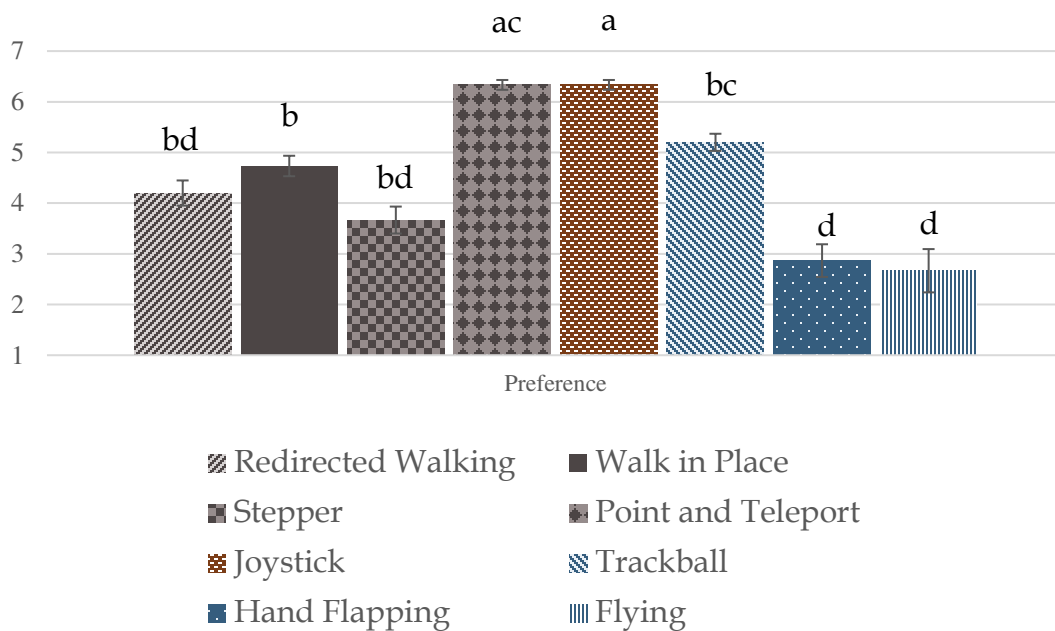 ac a
7
6
bc
b
bd
5
bd
4
d d
3
2
1
Preference
Redirected Walking Walk in Place
Stepper Point and Teleport
Joystick Trackball
Hand Flapping Flying